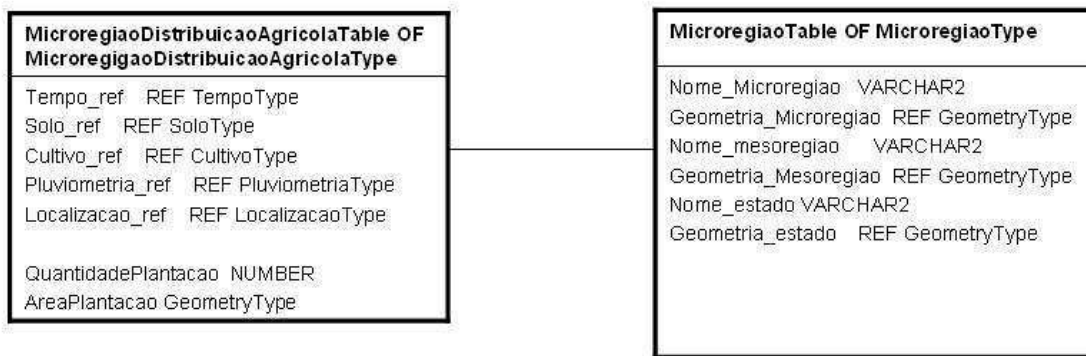 MicroregiaoDistribuicaoAgricolaTable OF
MicroregigaoDistribuicaoAgricolaType
Tempo_ref REF TempoType
Solo_ref REF SoloType
Cultivo_ref REF CultivoType
Pluviometria_ref REF PluviometriaType
Localizacao_ref REF LocalizacaoType
QuantidadePlantacao NUMBER
AreaPlantacao GeometryType
MicroregiaoTable OF MicroregiaoType
Nome_Microregiao VARCHAR2
Geometria_Microregiao REF GeometryType
Nome_mesoregiao VARCHAR2
Geometria_Mesoregiao REF GeometryType
Nome_estado VARCHAR2
Geometria_estado REF GeometryType